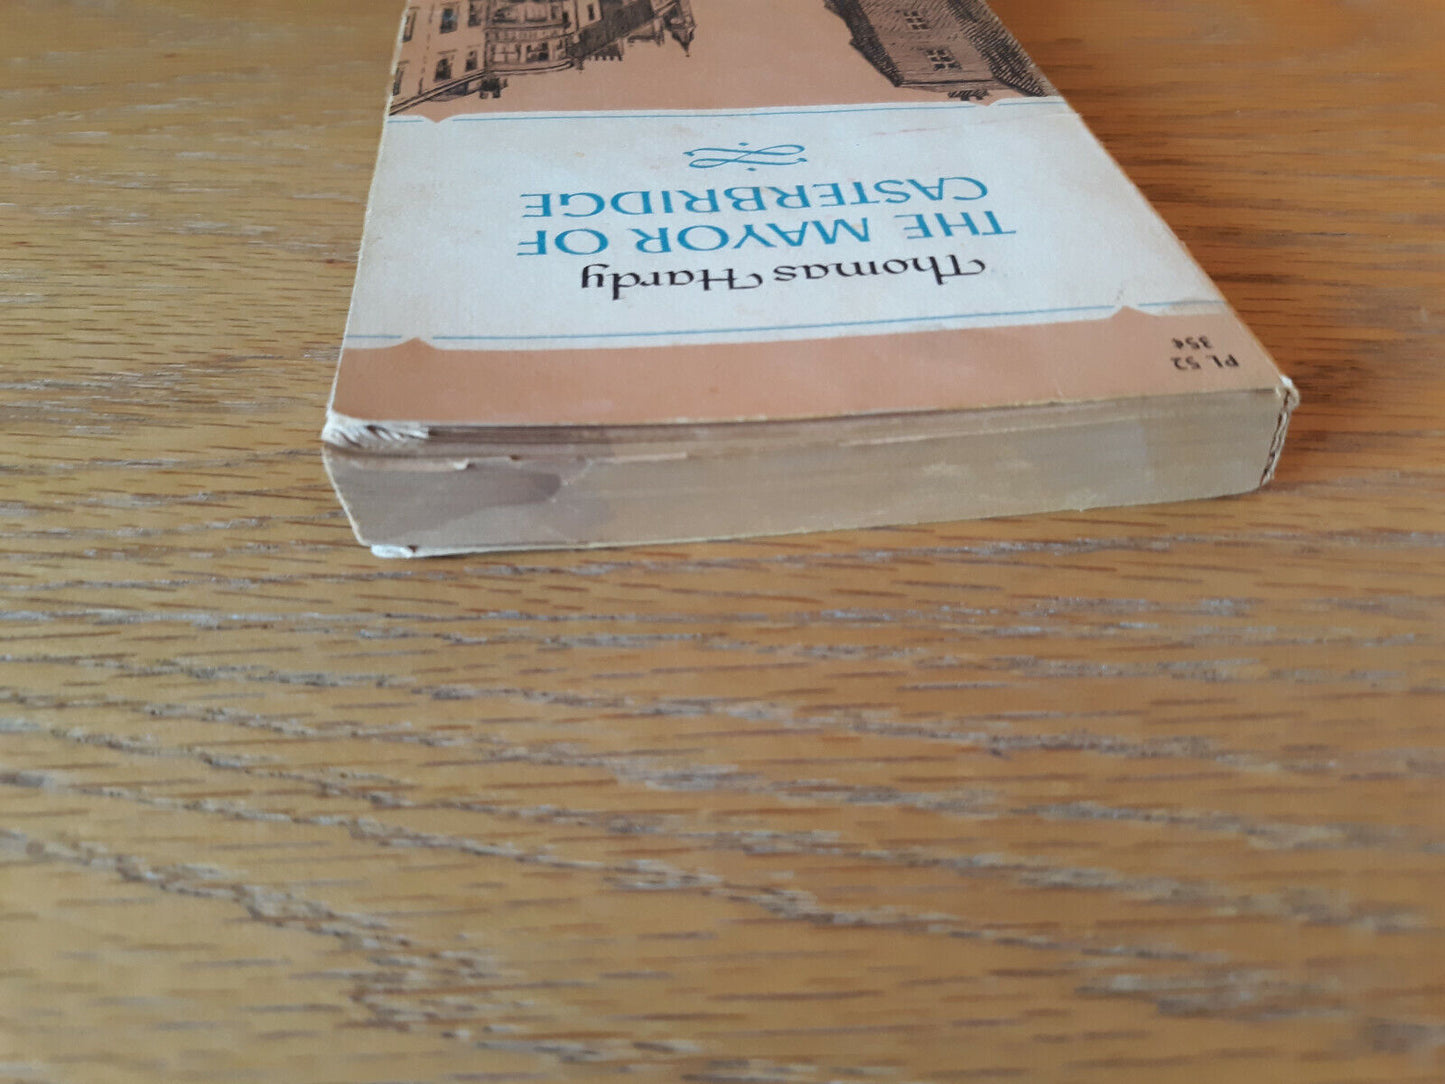 PL 52
35¢
Thomas Hardy
THE MAYOR OF
CASTERBRIDGE